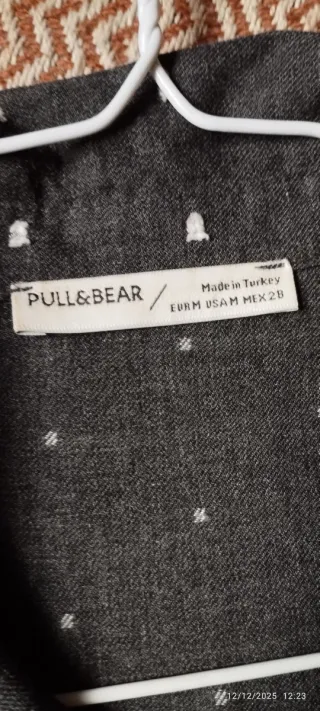 PULL&BEAR /
Made in Turkey
EUR M USA M MEX 28
12/12/2025 12:23